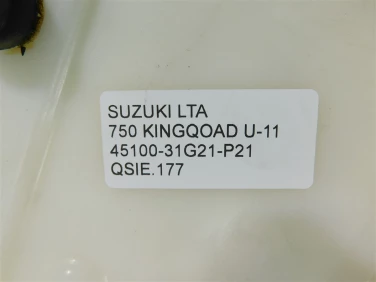 SUZUKI LTA
750 KINGQOAD U-11
45100-31G21-P21
QSIE.177